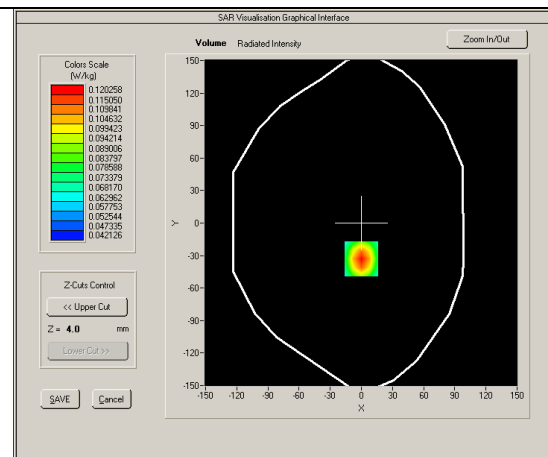 SAR Visualisation Graphical Interface
Volume Radiated Intensity
Zoom In/Out
Colors Scale
(W/kg)
0.120258
0.115050
0.109841
0.104632
0.099423
0.094214
0.089006
0.083797
0.078588
0.073379
0.068170
0.062962
0.057753
0.052544
0.047335
0.042126
Z-Cuts Control
<< Upper Cut
Z = 4.0 mm
Lower Cut >>
SAVE Cancel
150
120
90
60
30
0
-30
-60
-90
-120
-150
Y
-150 -120 -90 -60 -30 0 30 60 90 120 150
X